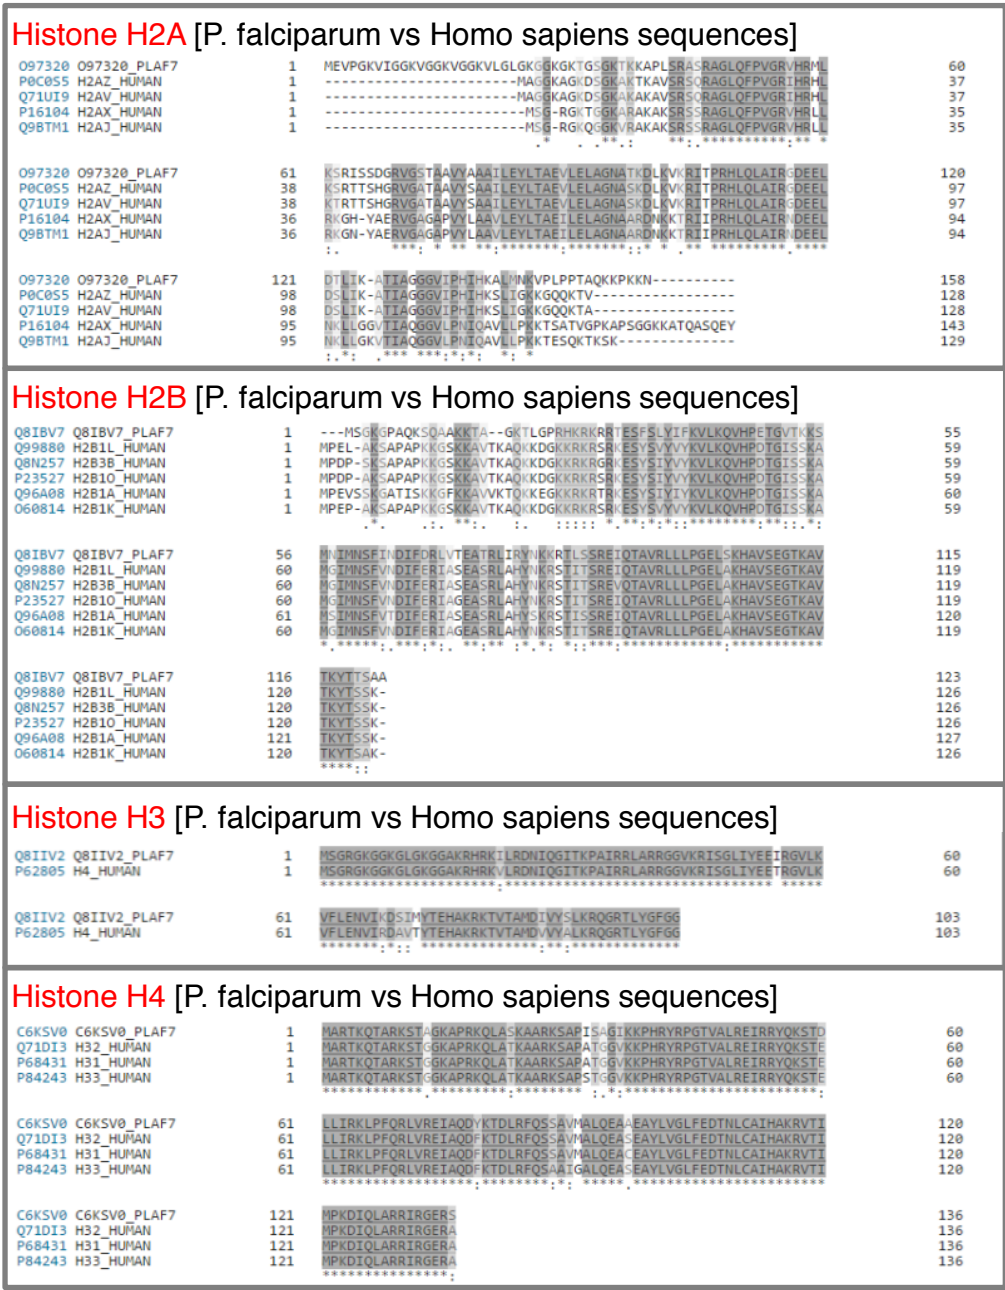 Histone H2A [P. falciparum vs Homo sapiens sequences]
O97320 O97320_PLAF7 1 MEVPGKVIGGKVGGKVGGKVLGLGKGGKGKTGSGKTKKAPLSRASRAGLQFPVGRVHRML 60
P0C0S5 H2AZ_HUMAN 1 -----------------------MAGGKAGKDSGKAKTKAVSRSQRAGLQFPVGRIHRHL 37
Q71UI9 H2AV_HUMAN 1 -----------------------MAGGKAGKDSGKAKAKAVSRSQRAGLQFPVGRIHRHL 37
P16104 H2AX_HUMAN 1 ------------------------MSG-RGKTGGKARAKAKSRSSRAGLQFPVGRVHRLL 35
Q9BTM1 H2AJ_HUMAN 1 ------------------------MSG-RGKQGGKVRAKAKSRSSRAGLQFPVGRVHRLL 35
O97320 O97320_PLAF7 61 KSRISSDGRVGSTAAVYAAAILEYLTAEVLELAGNATKDLKVKRITPRHLQLAIRGDEEL 120
P0C0S5 H2AZ_HUMAN 38 KSRTTSHGRVGATAAVYSAAILEYLTAEVLELAGNASKDLKVKRITPRHLQLAIRGDEEL 97
Q71UI9 H2AV_HUMAN 38 KTRTTSHGRVGATAAVYSAAILEYLTAEVLELAGNASKDLKVKRITPRHLQLAIRGDEEL 97
P16104 H2AX_HUMAN 36 RKGH-YAERVGAGAPVYLAAVLEYLTAEILELAGNAARDNKKTRIIPRHLQLAIRNDEEL 94
Q9BTM1 H2AJ_HUMAN 36 RKGN-YAERVGAGAPVYLAAVLEYLTAEILELAGNAARDNKKTRIIPRHLQLAIRNDEEL 94
O97320 O97320_PLAF7 121 DTLIK-ATIAGGGVIPHIHKALMNKVPLPPTAQKKPKKN---------- 158
P0C0S5 H2AZ_HUMAN 98 DSLIK-ATIAGGGVIPHIHKSLIGKKGQQKTV----------------- 128
Q71UI9 H2AV_HUMAN 98 DSLIK-ATIAGGGVIPHIHKSLIGKKGQQKTA----------------- 128
P16104 H2AX_HUMAN 95 NKLLGGVTIAQGGVLPNIQAVLLPKKTSATVGPKAPSGGKKATQASQEY 143
Q9BTM1 H2AJ_HUMAN 95 NKLLGKVTIAQGGVLPNIQAVLLPKKTESQKTKSK-------------- 129
Histone H2B [P. falciparum vs Homo sapiens sequences]
Q8IBV7 Q8IBV7_PLAF7 1 ---MSGKGPAQKSQAAKKTA--GKTLGPRHKRKRRTESFSLYIFKVLKQVHPETGVTKKS 55
Q99880 H2B1L_HUMAN 1 MPEL-AKSAPAPKKGSKKAVTKAQKKDGKKRKRSRKESYSVYVYKVLKQVHPDTGISSKA 59
Q8N257 H2B3B_HUMAN 1 MPDP-SKSAPAPKKGSKKAVTKAQKKDGKKRKRSRKESYSIYVYKVLKQVHPDTGISSKA 59
P23527 H2B1O_HUMAN 1 MPDP-AKSAPAPKKGSKKAVTKAQKKDGKKRKRSRKESYSIYVYKVLKQVHPDTGISSKA 59
Q96A08 H2B1A_HUMAN 1 MPEVSSKGATISKKGFKKAVVKTQKKEGKKRKRTRKESYSIYIYKVLKQVHPDTGISSKA 60
O60814 H2B1K_HUMAN 1 MPEP-AKSAPAPKKGSKKAVTKAQKKDGKKRKRSRKESYSVYVYKVLKQVHPDTGISSKA 59
Q8IBV7 Q8IBV7_PLAF7 56 MNIMNSFINDIFDRLVTEATRLIRYNKKRTLSSREIQTAVRLLLPGELSKHAVSEGTKAV 115
Q99880 H2B1L_HUMAN 60 MGIMNSFVNDIFERIASEASRLAHYNKRSTITSREIQTAVRLLLPGELAKHAVSEGTKAV 119
Q8N257 H2B3B_HUMAN 60 MGIMNSFVNDIFERIASEASRLAHYNKRSTITSREVQTAVRLLLPGELAKHAVSEGTKAV 119
P23527 H2B1O_HUMAN 60 MGIMNSFVNDIFERIAGEASRLAHYNKRSTITSREIQTAVRLLLPGELAKHAVSEGTKAV 119
Q96A08 H2B1A_HUMAN 61 MSIMNSFVTDIFERIASEASRLAHYSKRSTISSREIQTAVRLLLPGELAKHAVSEGTKAV 120
O60814 H2B1K_HUMAN 60 MGIMNSFVNDIFERIAGEASRLAHYNKRSTITSREIQTAVRLLLPGELAKHAVSEGTKAV 119
Q8IBV7 Q8IBV7_PLAF7 116 TKYTTSAA 123
Q99880 H2B1L_HUMAN 120 TKYTSSK- 126
Q8N257 H2B3B_HUMAN 120 TKYTSSK- 126
P23527 H2B1O_HUMAN 120 TKYTSSK- 126
Q96A08 H2B1A_HUMAN 121 TKYTSSK- 127
O60814 H2B1K_HUMAN 120 TKYTSAK- 126
****::
Histone H3 [P. falciparum vs Homo sapiens sequences]
Q8IIV2 Q8IIV2_PLAF7 1 MSGRGKGGKGLGKGGAKRHRKILRDNIQGITKPAIRRLARRGGVKRISGLIYEEIRGVLK 60
P62805 H4_HUMAN 1 MSGRGKGGKGLGKGGAKRHRKVLRDNIQGITKPAIRRLARRGGVKRISGLIYEETRGVLK 60
*********************:******************************** *****
Q8IIV2 Q8IIV2_PLAF7 61 VFLENVIKDSIMYTEHAKRKTVTAMDIVYSLKRQGRTLYGFGG 103
P62805 H4_HUMAN 61 VFLENVIRDAVTYTEHAKRKTVTAMDVVYALKRQGRTLYGFGG 103
Histone H4 [P. falciparum vs Homo sapiens sequences]
C6KSV0 C6KSV0_PLAF7 1 MARTKQTARKSTAGKAPRKQLASKAARKSAPISAGIKKPHRYRPGTVALREIRRYQKSTD 60
Q71DI3 H32_HUMAN 1 MARTKQTARKSTGGKAPRKQLATKAARKSAPATGGVKKPHRYRPGTVALREIRRYQKSTE 60
P68431 H31_HUMAN 1 MARTKQTARKSTGGKAPRKQLATKAARKSAPATGGVKKPHRYRPGTVALREIRRYQKSTE 60
P84243 H33_HUMAN 1 MARTKQTARKSTGGKAPRKQLATKAARKSAPSTGGVKKPHRYRPGTVALREIRRYQKSTE 60
C6KSV0 C6KSV0_PLAF7 61 LLIRKLPFQRLVREIAQDYKTDLRFQSSAVMALQEAAEAYLVGLFEDTNLCAIHAKRVTI 120
Q71DI3 H32_HUMAN 61 LLIRKLPFQRLVREIAQDFKTDLRFQSSAVMALQEASEAYLVGLFEDTNLCAIHAKRVTI 120
P68431 H31_HUMAN 61 LLIRKLPFQRLVREIAQDFKTDLRFQSSAVMALQEACEAYLVGLFEDTNLCAIHAKRVTI 120
P84243 H33_HUMAN 61 LLIRKLPFQRLVREIAQDFKTDLRFQSAAIGALQEASEAYLVGLFEDTNLCAIHAKRVTI 120
C6KSV0 C6KSV0_PLAF7 121 MPKDIQLARRIRGERS 136
Q71DI3 H32_HUMAN 121 MPKDIQLARRIRGERA 136
P68431 H31_HUMAN 121 MPKDIQLARRIRGERA 136
P84243 H33_HUMAN 121 MPKDIQLARRIRGERA 136
***************: